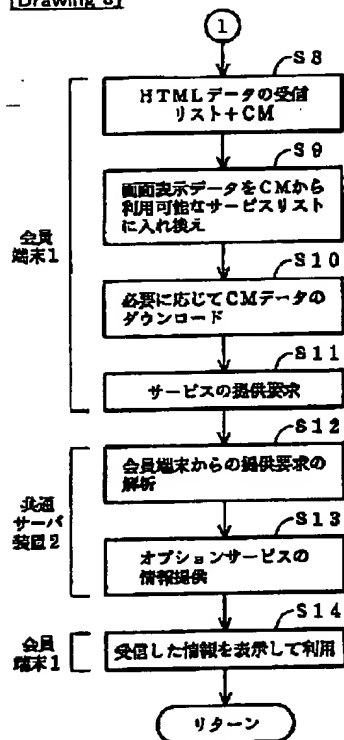 [Drawing 8]
1
S8
HTMLデータの受信
リスト+CM
S9
画面表示データをCMから
利用可能なサービスリスト
に入れ換え
会員
端末1
S10
必要に応じてCMデータの
ダウンロード
S11
サービスの提供要求
S12
会員端末からの提供要求の
解析
共通
サーバ
装置2
S13
オプションサービスの
情報提供
S14
会員
端末1
受信した情報を表示して利用
リターン